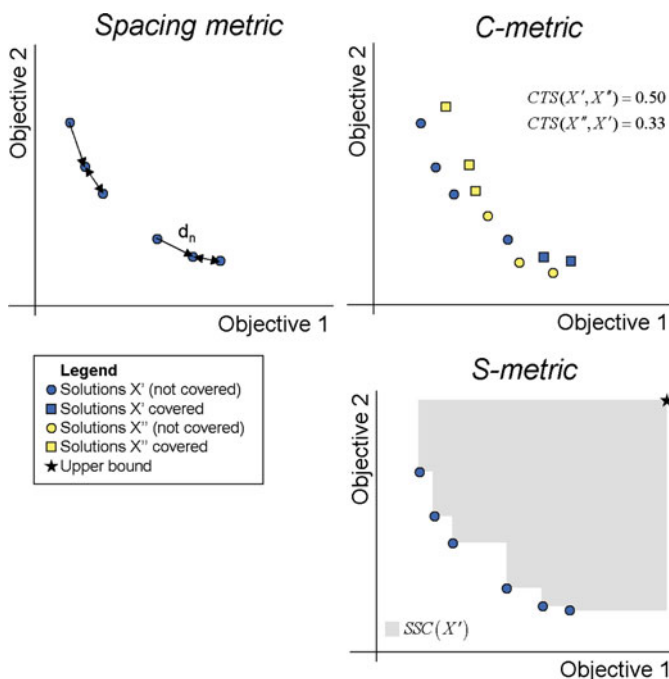 Spacing metric
Objective 2
d_n
Objective 1
C-metric
Objective 2
CTS(X', X'') = 0.50
CTS(X'', X') = 0.33
Objective 1
Legend
Solutions X' (not covered)
Solutions X' covered
Solutions X'' (not covered)
Solutions X'' covered
Upper bound
S-metric
Objective 2
SSC(X')
Objective 1